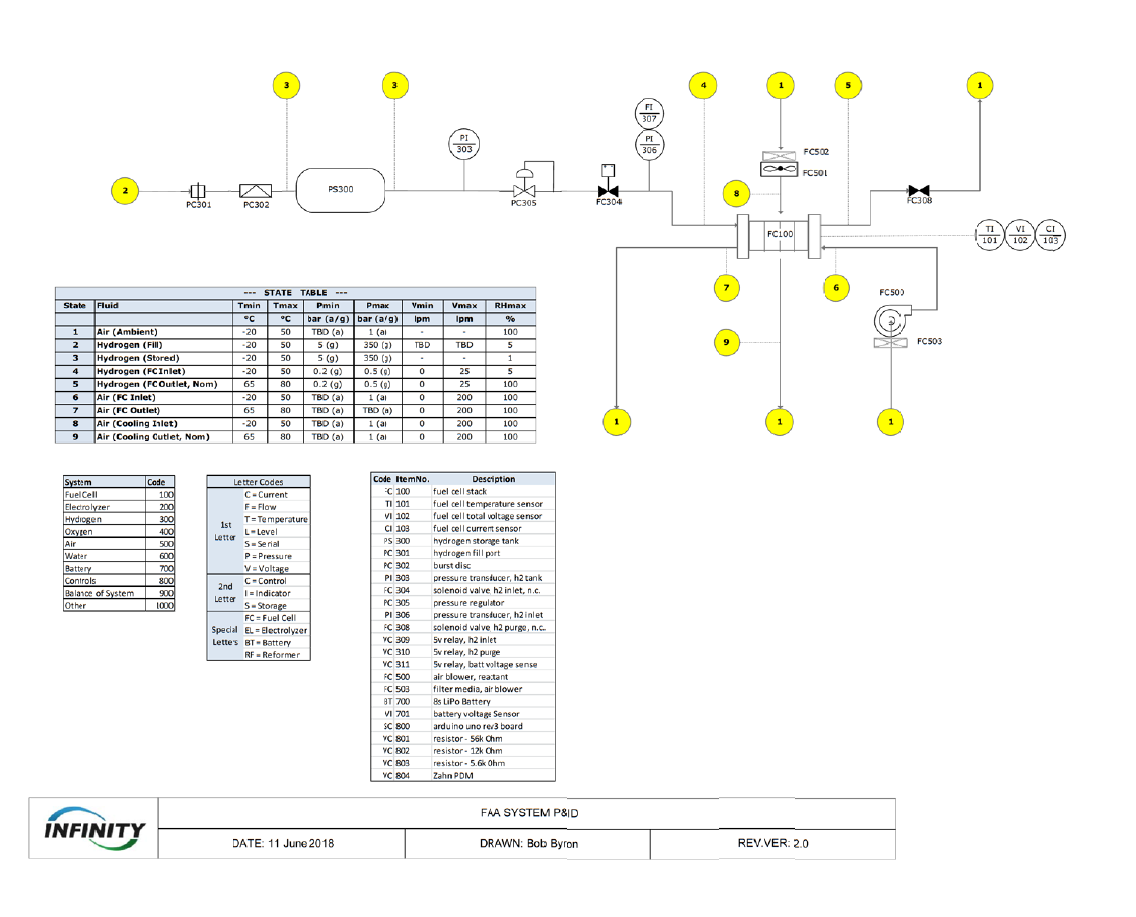 3
3
4
1
5
1
FI
307
PI
303
PI
306
FC502
FC501
2
PC301
PC302
PS300
PC305
FC304
8
FC308
FC100
TI
101
VI
102
CI
103
7
6
FC500
FC503
9
1
1
1
--- STATE TABLE ---
State Fluid Tmin Tmax Pmin Pmax Vmin Vmax RHmax
°C °C bar (a/g) bar (a/g) lpm lpm %
1 Air (Ambient) -20 50 TBD (a) 1 (a) - - 100
2 Hydrogen (Fill) -20 50 5 (g) 350 (g) TBD TBD 5
3 Hydrogen (Stored) -20 50 5 (g) 350 (g) - - 1
4 Hydrogen (FC Inlet) -20 50 0.2 (g) 0.5 (g) 0 25 5
5 Hydrogen (FC Outlet, Nom) 65 80 0.2 (g) 0.5 (g) 0 25 100
6 Air (FC Inlet) -20 50 TBD (a) 1 (a) 0 200 100
7 Air (FC Outlet) 65 80 TBD (a) TBD (a) 0 200 100
8 Air (Cooling Inlet) -20 50 TBD (a) 1 (a) 0 200 100
9 Air (Cooling Outlet, Nom) 65 80 TBD (a) 1 (a) 0 200 100
System Code
Fuel Cell 100
Electrolyzer 200
Hydrogen 300
Oxygen 400
Air 500
Water 600
Battery 700
Controls 800
Balance of System 900
Other 1000
Letter Codes
1st Letter
C = Current
F = Flow
T = Temperature
L = Level
S = Serial
P = Pressure
V = Voltage
2nd Letter
C = Control
I = Indicator
S = Storage
Special Letters
FC = Fuel Cell
EL = Electrolyzer
BT = Battery
RF = Reformer
Code Item No. Desciption
FC 100 fuel cell stack
TI 101 fuel cell temperature sensor
VI 102 fuel cell total voltage sensor
CI 103 fuel cell current sensor
PS 300 hydrogen storage tank
PC 301 hydrogen fill port
PC 302 burst disc
PI 303 pressure transducer, h2 tank
FC 304 solenoid valve, h2 inlet, n.c.
PC 305 pressure regulator
PI 306 pressure transducer, h2 inlet
FC 308 solenoid valve, h2 purge, n.c.
VC 309 5v relay, h2 inlet
VC 310 5v relay, h2 purge
VC 311 5v relay, batt voltage sense
FC 500 air blower, reactant
FC 503 filter media, air blower
BT 700 8s LiPo Battery
VI 701 battery voltage Sensor
SC 800 arduino uno rev3 board
VC 801 resistor - 56k Ohm
VC 802 resistor - 12k Ohm
VC 803 resistor - 5.6k Ohm
VC 804 Zahn PDM
INFINITY
FAA SYSTEM P&ID
DATE: 11 June 2018 DRAWN: Bob Byron REV.VER: 2.0